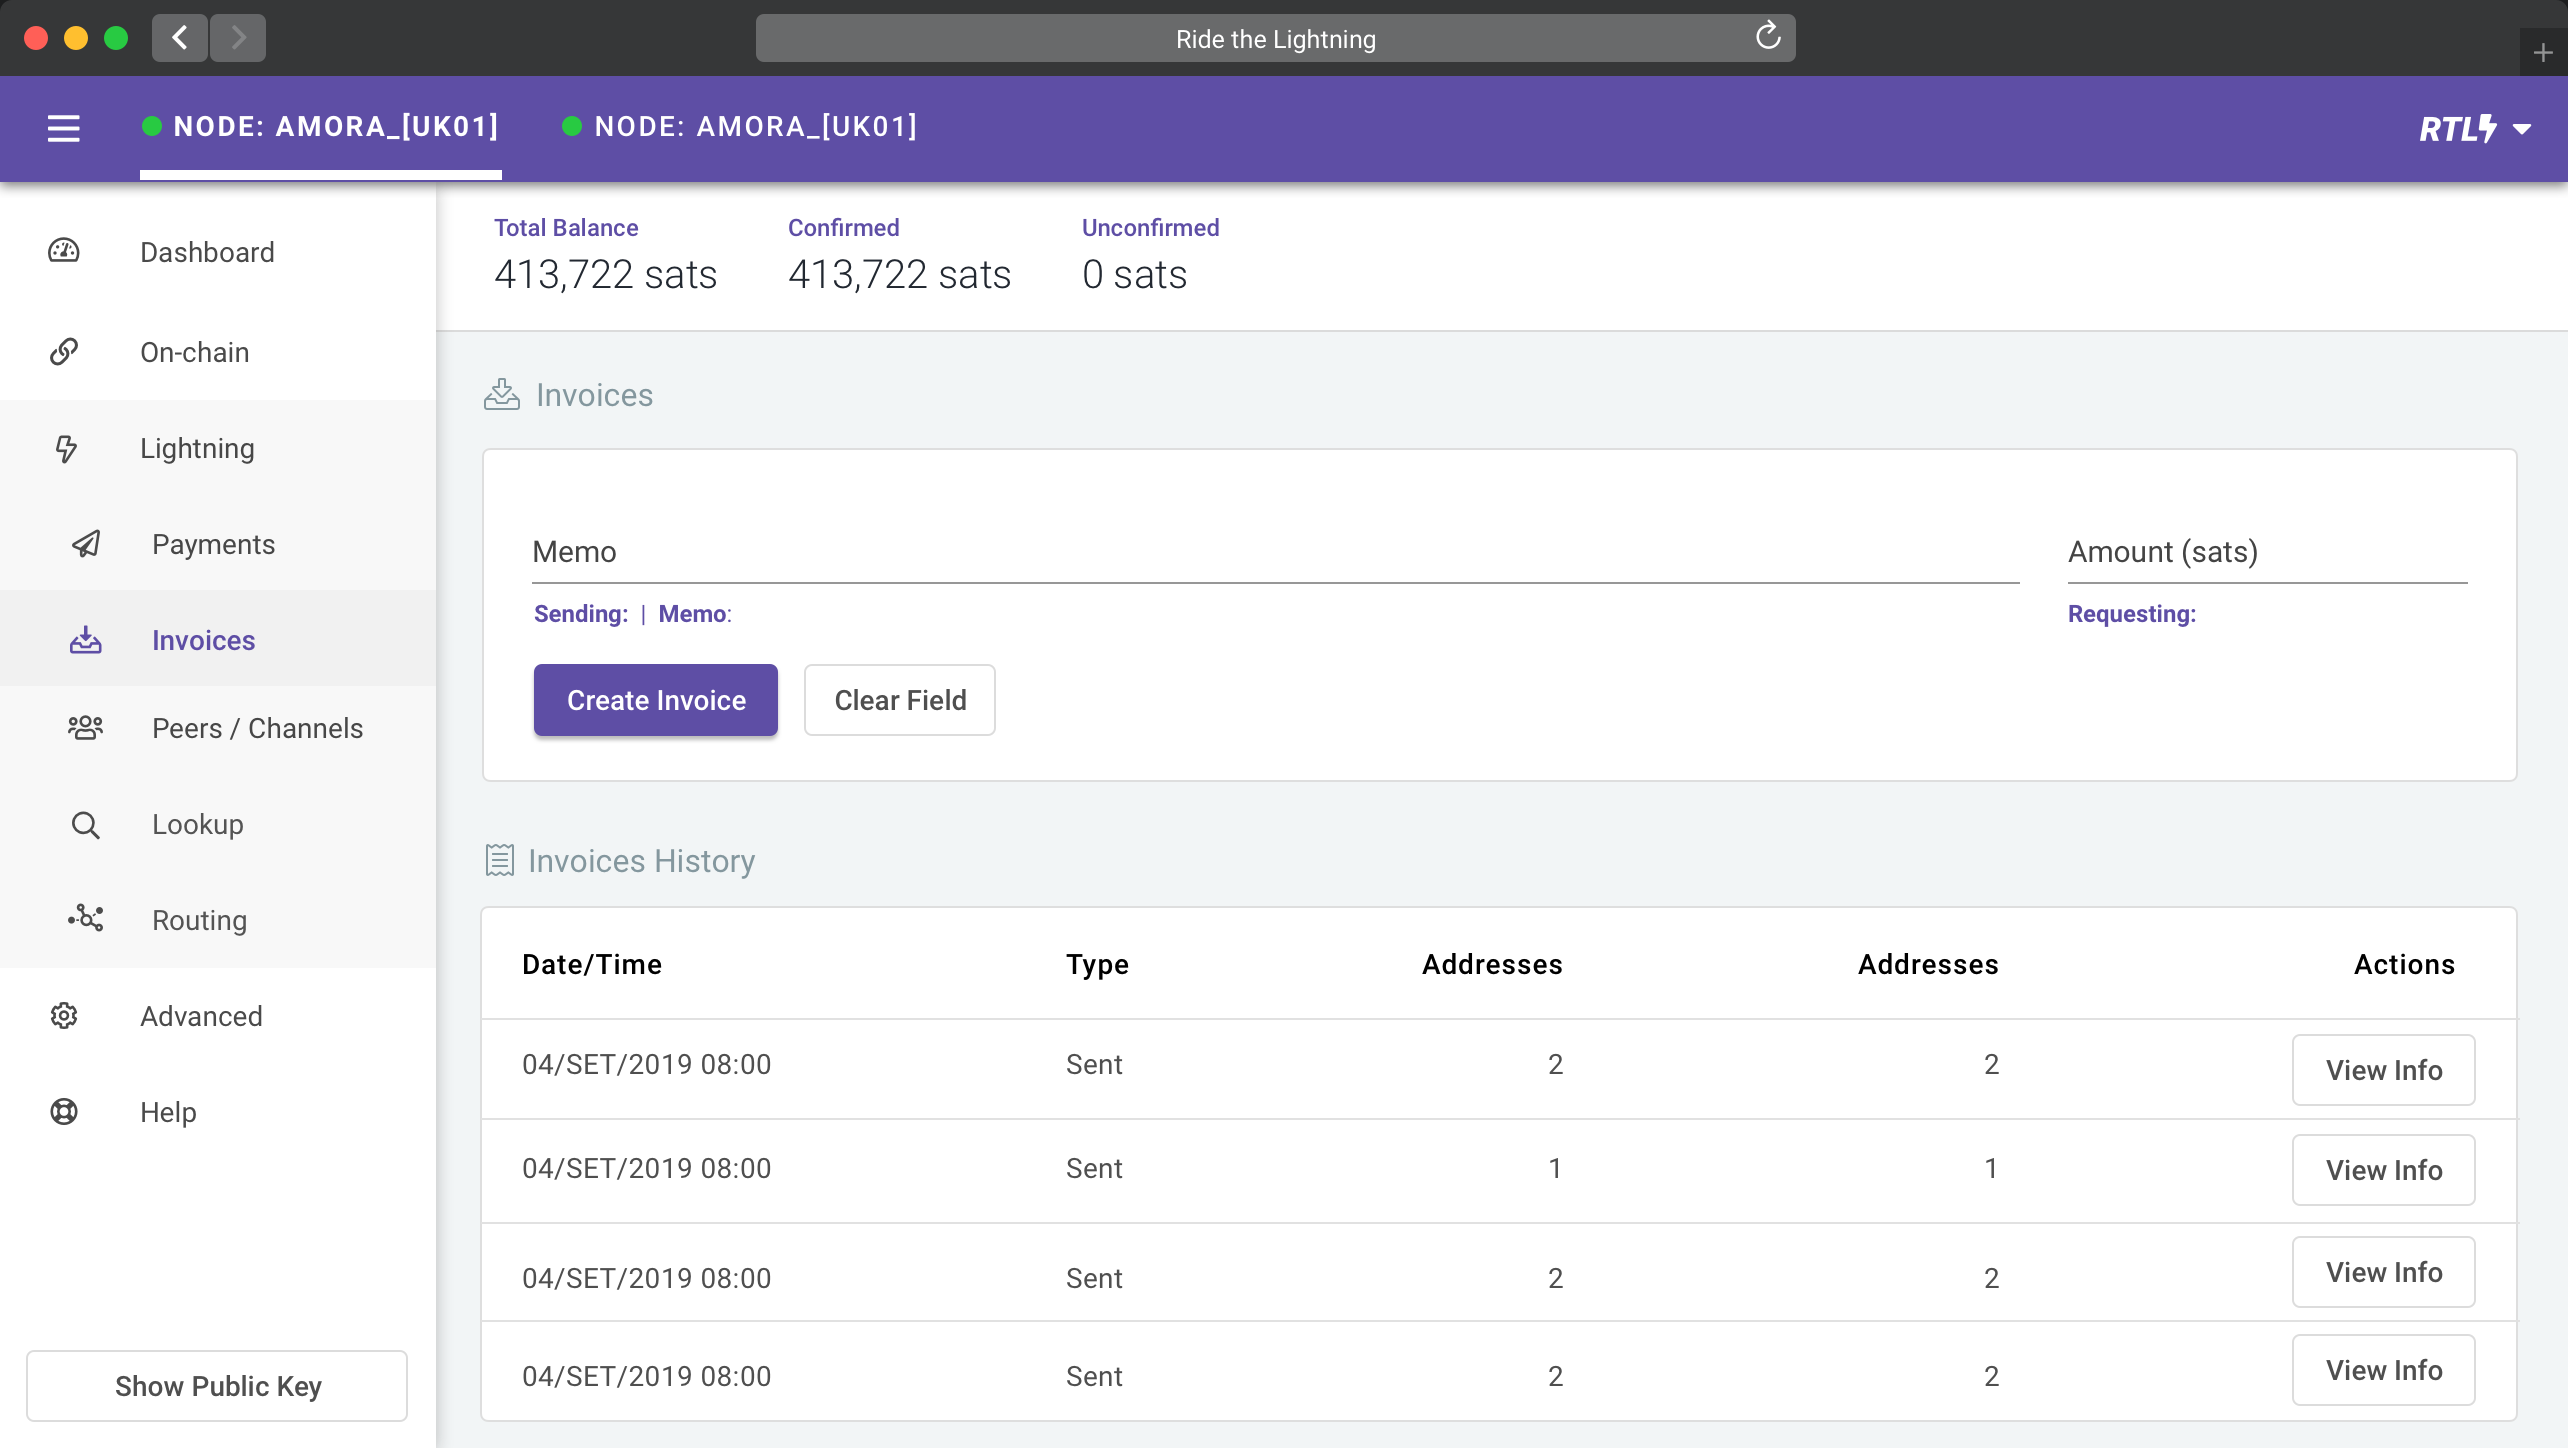 Ride the Lightning
NODE: AMORA_[UK01]
NODE: AMORA_[UK01]
RTL
Dashboard
On-chain
Lightning
Payments
Invoices
Peers / Channels
Lookup
Routing
Advanced
Help
Show Public Key
Total Balance
413,722 sats
Confirmed
413,722 sats
Unconfirmed
0 sats
Invoices
Memo
Amount (sats)
Sending: | Memo:
Requesting:
Create Invoice
Clear Field
Invoices History
Date/Time Type Addresses Addresses Actions
04/SET/2019 08:00 Sent 2 2 View Info
04/SET/2019 08:00 Sent 1 1 View Info
04/SET/2019 08:00 Sent 2 2 View Info
04/SET/2019 08:00 Sent 2 2 View Info